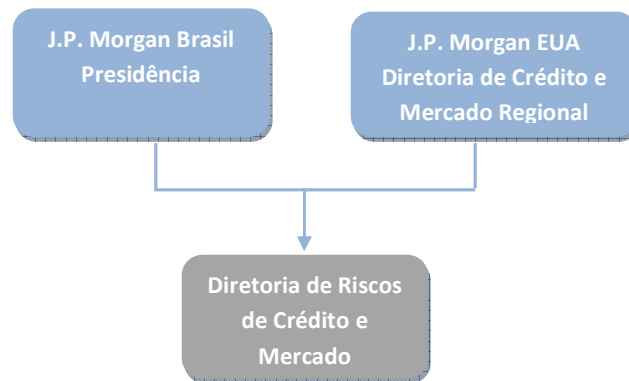 J.P. Morgan Brasil
Presidência
J.P. Morgan EUA
Diretoria de Crédito e
Mercado Regional
Diretoria de Riscos
de Crédito e
Mercado